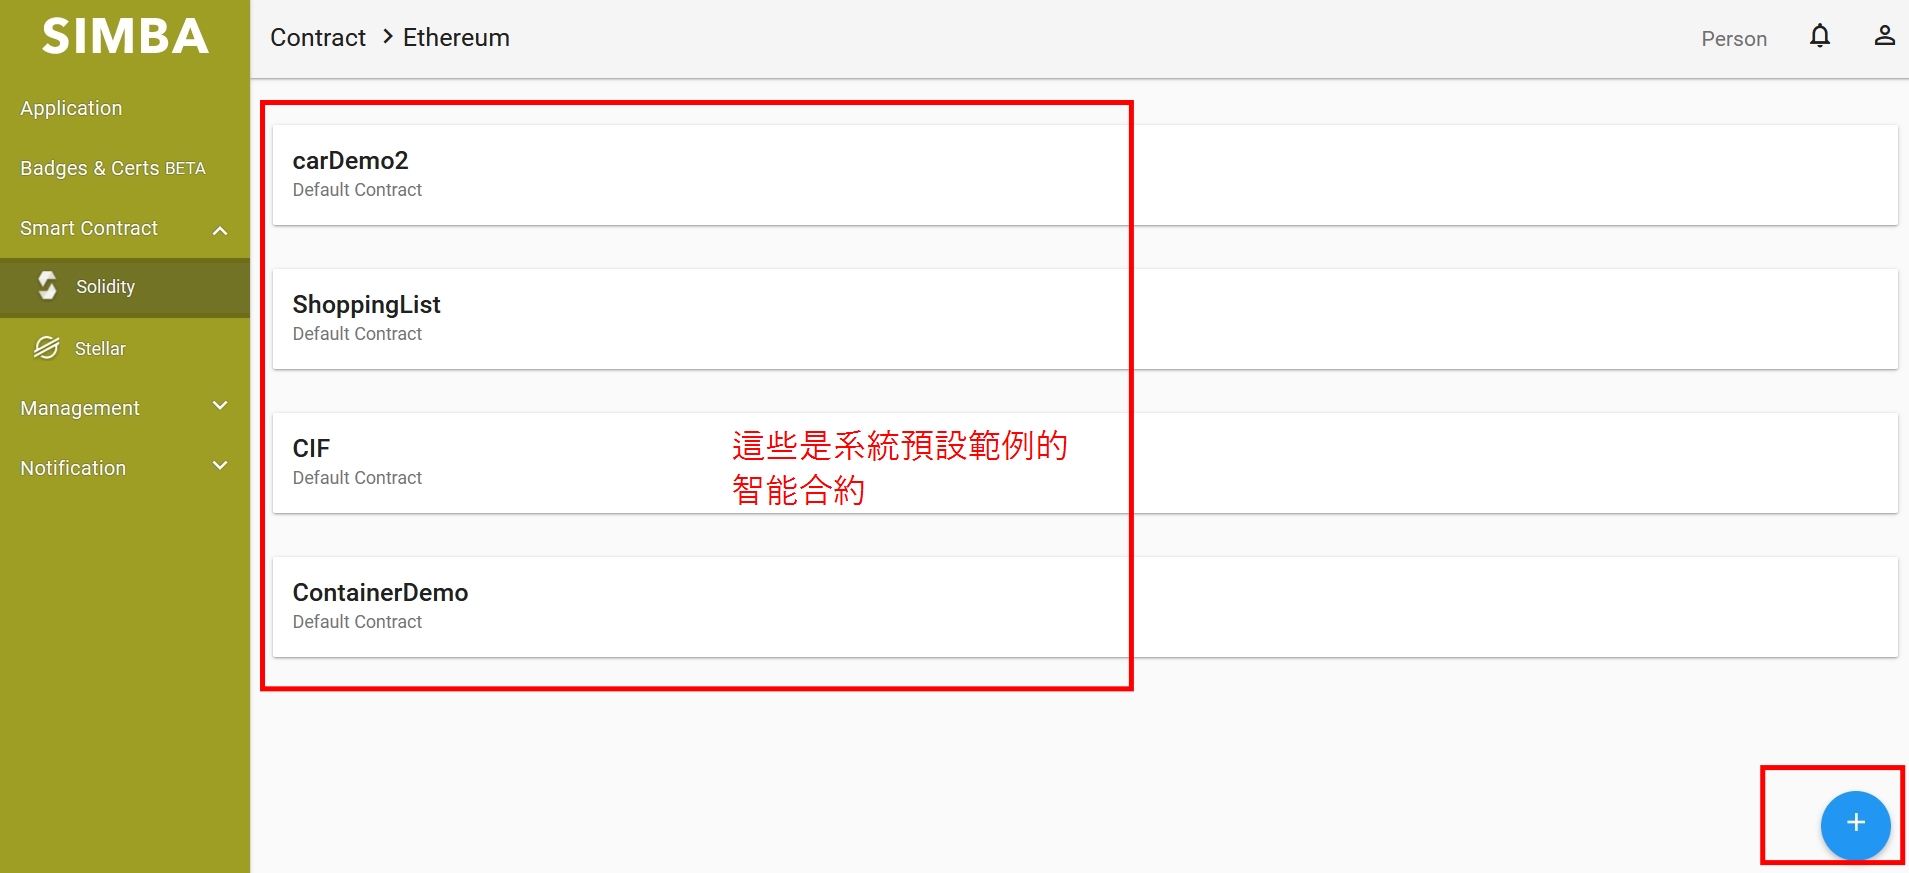 SIMBA
Contract > Ethereum
Person
Application
Badges & Certs BETA
Smart Contract
Solidity
Stellar
Management
Notification
carDemo2
Default Contract
ShoppingList
Default Contract
CIF
Default Contract
這些是系統預設範例的
智能合約
ContainerDemo
Default Contract
+